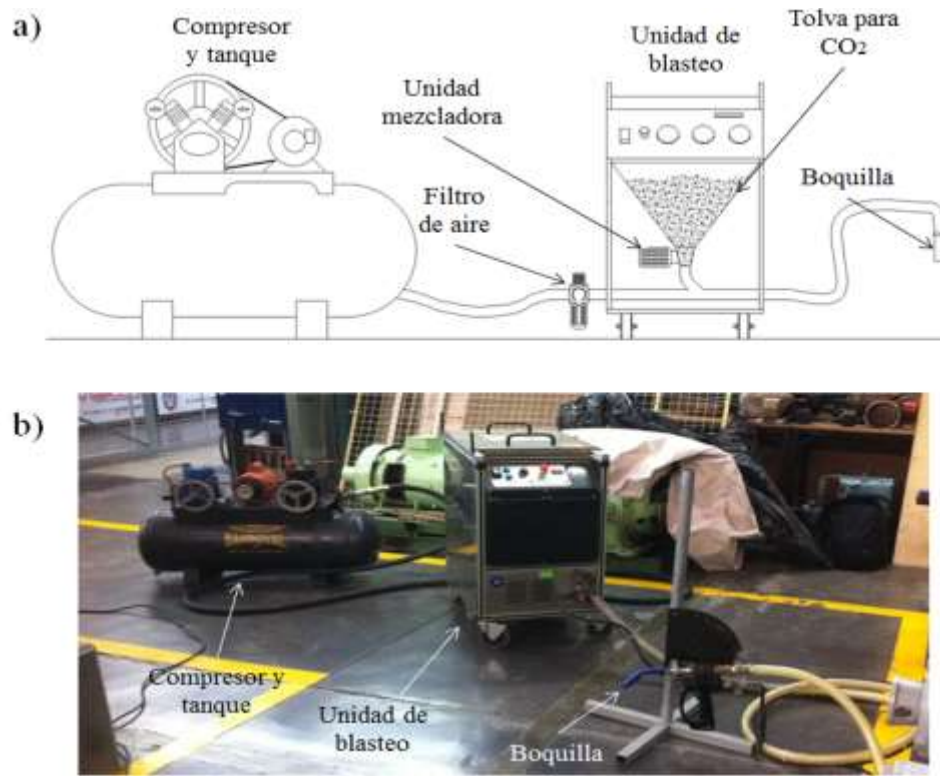 a)
Compresor
y tanque
Unidad
mezcladora
Filtro
de aire
Unidad de
blasteo
Tolva para
CO2
Boquilla
b)
Compresor y
tanque
Unidad de
blasteo
Boquilla